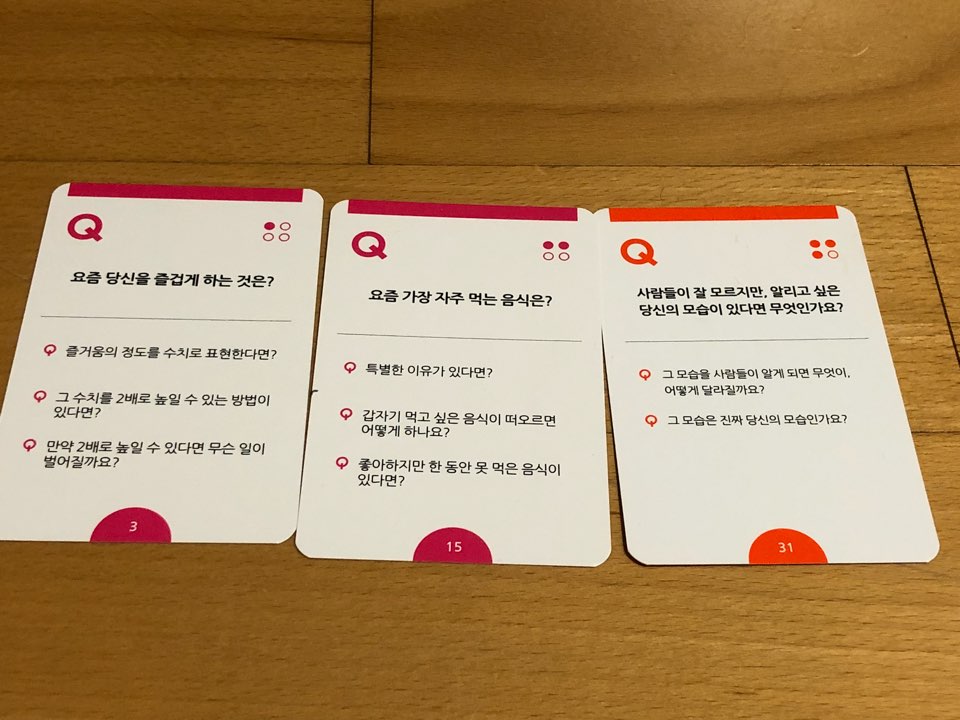 Q
요즘 당신을 즐겁게 하는 것은?
Q 즐거움의 정도를 수치로 표현한다면?
Q 그 수치를 2배로 높일 수 있는 방법이
있다면?
Q 만약 2배로 높일 수 있다면 무슨 일이
벌어질까요?
3
Q
요즘 가장 자주 먹는 음식은?
Q 특별한 이유가 있다면?
Q 갑자기 먹고 싶은 음식이 떠오르면
어떻게 하나요?
Q 좋아하지만 한 동안 못 먹은 음식이
있다면?
15
Q
사람들이 잘 모르지만, 알리고 싶은
당신의 모습이 있다면 무엇인가요?
Q 그 모습을 사람들이 알게 되면 무엇이,
어떻게 달라질까요?
Q 그 모습은 진짜 당신의 모습인가요?
31